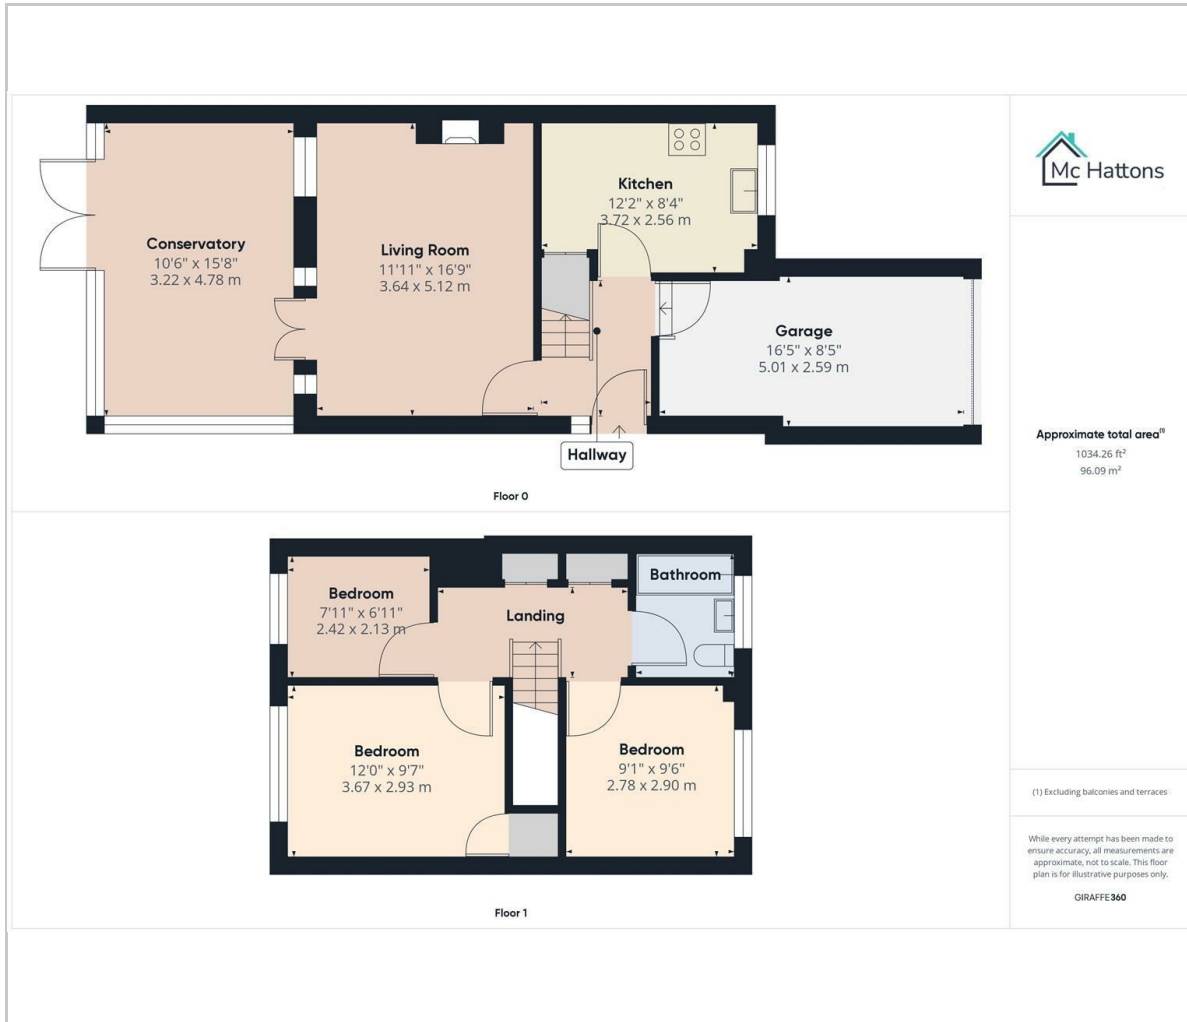 Conservatory
10'6" x 15'8"
3.22 x 4.78 m
Living Room
11'11" x 16'9"
3.64 x 5.12 m
Kitchen
12'2" x 8'4"
3.72 x 2.56 m
Garage
16'5" x 8'5"
5.01 x 2.59 m
Hallway
Floor 0
Bedroom
7'11" x 6'11"
2.42 x 2.13 m
Landing
Bathroom
Bedroom
12'0" x 9'7"
3.67 x 2.93 m
Bedroom
9'1" x 9'6"
2.78 x 2.90 m
Floor 1
Mc Hattons
Approximate total area⁽¹⁾
1034.26 ft²
96.09 m²
(1) Excluding balconies and terraces
While every attempt has been made to
ensure accuracy, all measurements are
approximate, not to scale. This floor
plan is for illustrative purposes only.
GIRAFFE360